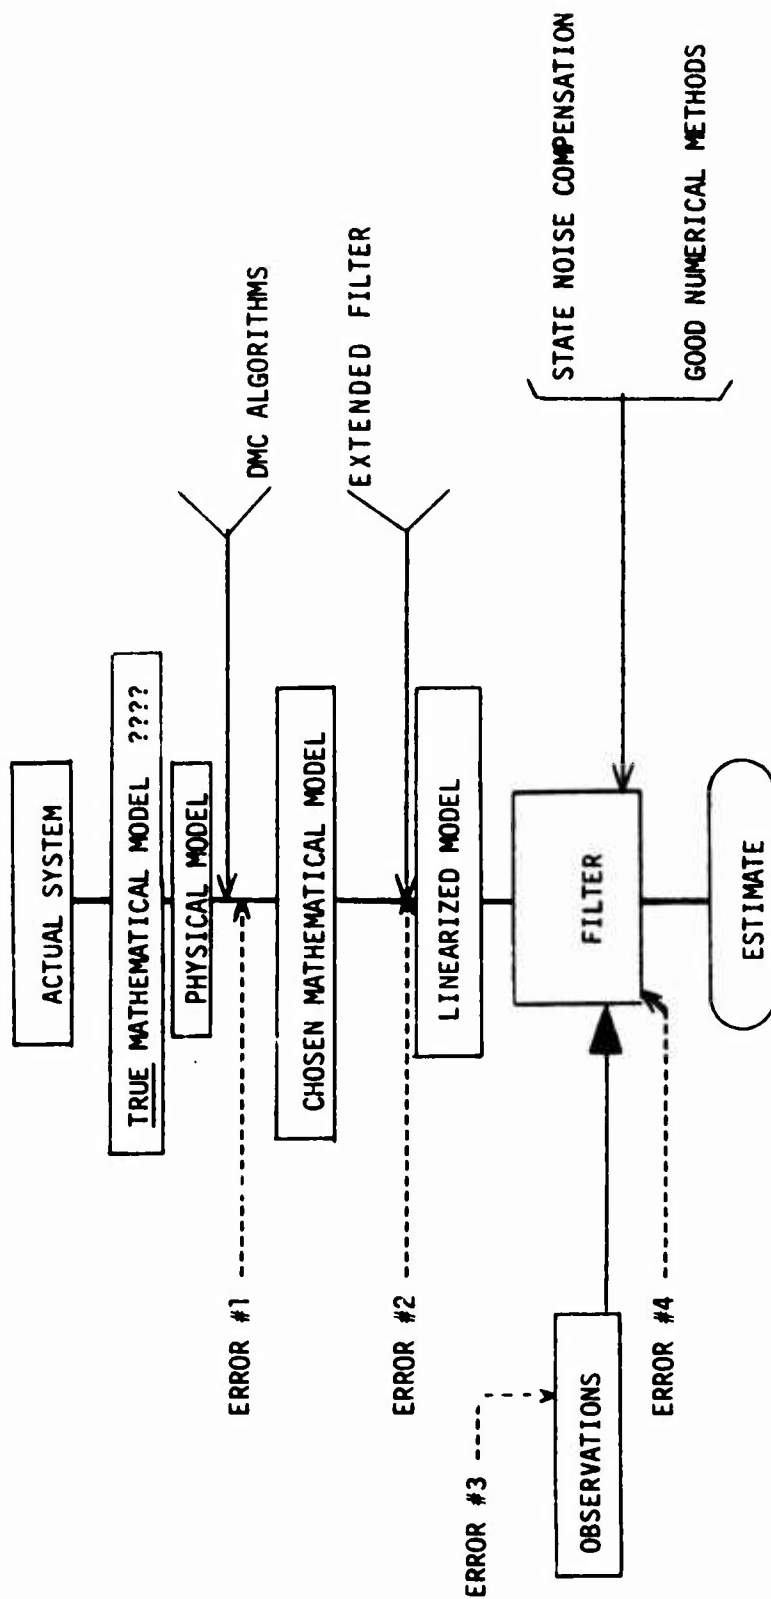 ACTUAL SYSTEM
TRUE MATHEMATICAL MODEL ????
PHYSICAL MODEL
DMC ALGORITHMS
ERROR #1
CHOSEN MATHEMATICAL MODEL
EXTENDED FILTER
ERROR #2
LINEARIZED MODEL
ERROR #3
OBSERVATIONS
FILTER
STATE NOISE COMPENSATION
GOOD NUMERICAL METHODS
ERROR #4
ESTIMATE